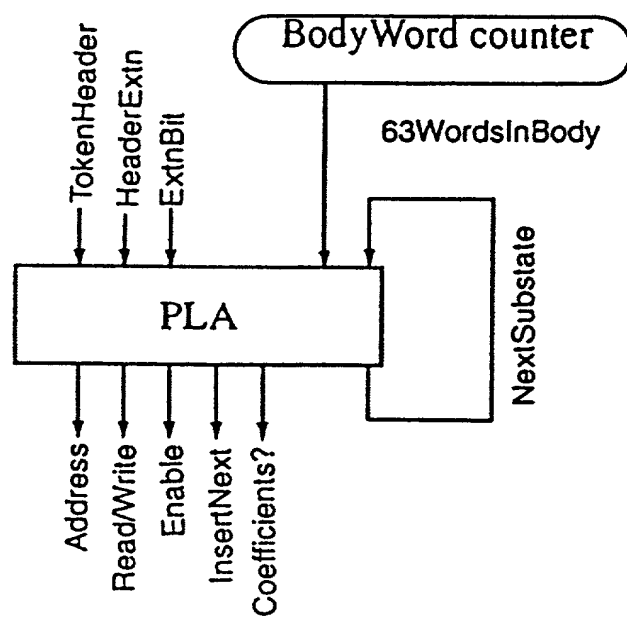 BodyWord counter
63WordsInBody
TokenHeader
HeaderExtn
ExtnBit
NextSubstate
PLA
Address
Read/Write
Enable
InsertNext
Coefficients?